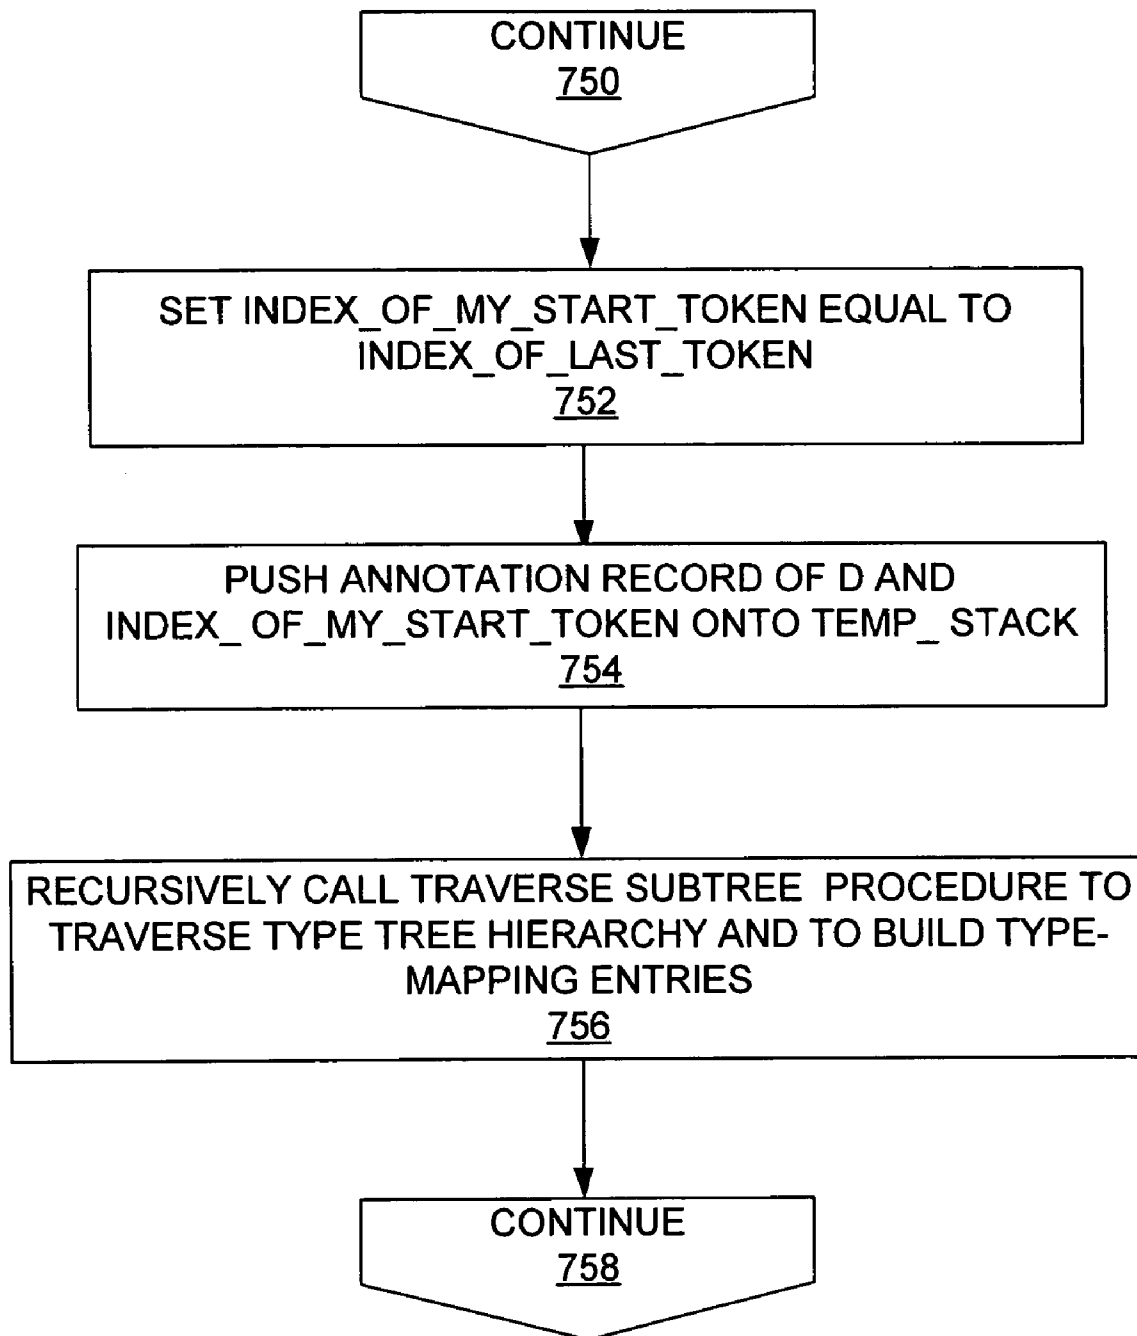 CONTINUE
750
SET INDEX_OF_MY_START_TOKEN EQUAL TO
INDEX_OF_LAST_TOKEN
752
PUSH ANNOTATION RECORD OF D AND
INDEX_ OF_MY_START_TOKEN ONTO TEMP_ STACK
754
RECURSIVELY CALL TRAVERSE SUBTREE PROCEDURE TO
TRAVERSE TYPE TREE HIERARCHY AND TO BUILD TYPE-
MAPPING ENTRIES
756
CONTINUE
758